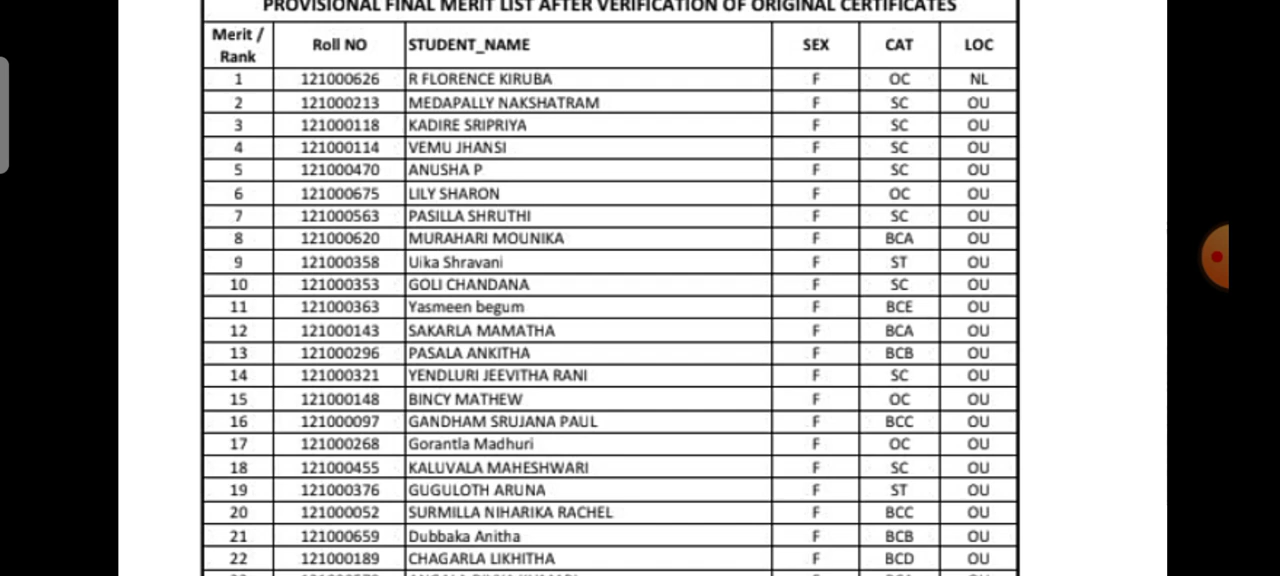 PROVISIONAL FINAL MERIT LIST AFTER VERIFICATION OF ORIGINAL CERTIFICATES
Merit / Rank Roll NO STUDENT_NAME SEX CAT LOC
1 121000626 R FLORENCE KIRUBA F OC NL
2 121000213 MEDAPALLY NAKSHATRAM F SC OU
3 121000118 KADIRE SRIPRIYA F SC OU
4 121000114 VEMU JHANSI F SC OU
5 121000470 ANUSHA P F SC OU
6 121000675 LILY SHARON F OC OU
7 121000563 PASILLA SHRUTHI F SC OU
8 121000620 MURAHARI MOUNIKA F BCA OU
9 121000358 Uika Shravani F ST OU
10 121000353 GOLI CHANDANA F SC OU
11 121000363 Yasmeen begum F BCE OU
12 121000143 SAKARLA MAMATHA F BCA OU
13 121000296 PASALA ANKITHA F BCB OU
14 121000321 YENDLURI JEEVITHA RANI F SC OU
15 121000148 BINCY MATHEW F OC OU
16 121000097 GANDHAM SRUJANA PAUL F BCC OU
17 121000268 Gorantla Madhuri F OC OU
18 121000455 KALUVALA MAHESHWARI F SC OU
19 121000376 GUGULOTH ARUNA F ST OU
20 121000052 SURMILLA NIHARIKA RACHEL F BCC OU
21 121000659 Dubbaka Anitha F BCB OU
22 121000189 CHAGARLA LIKHITHA F BCD OU